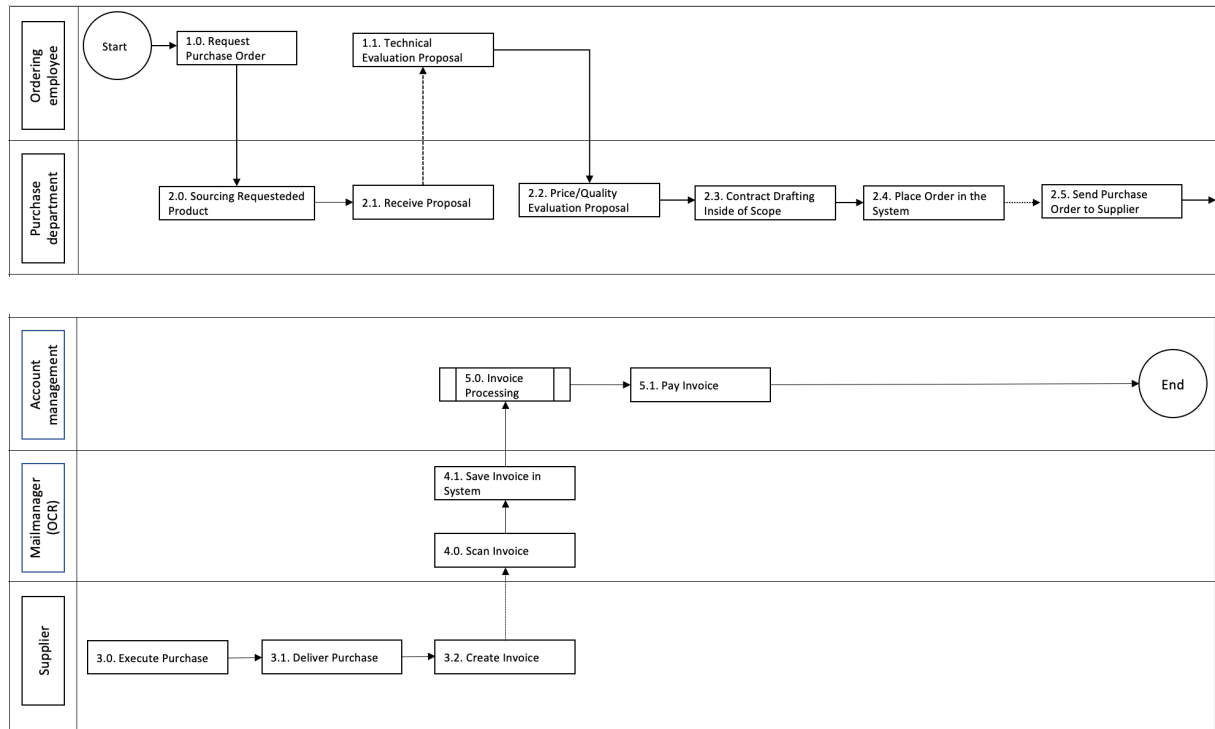 Ordering
employee
Start
1.0. Request
Purchase Order
1.1. Technical
Evaluation Proposal
Purchase
department
2.0. Sourcing Requesteded
Product
2.1. Receive Proposal
2.2. Price/Quality
Evaluation Proposal
2.3. Contract Drafting
Inside of Scope
2.4. Place Order in the
System
2.5. Send Purchase
Order to Supplier
Account
management
5.0. Invoice
Processing
5.1. Pay Invoice
End
Mailmanager
(OCR)
4.1. Save Invoice in
System
4.0. Scan Invoice
Supplier
3.0. Execute Purchase
3.1. Deliver Purchase
3.2. Create Invoice